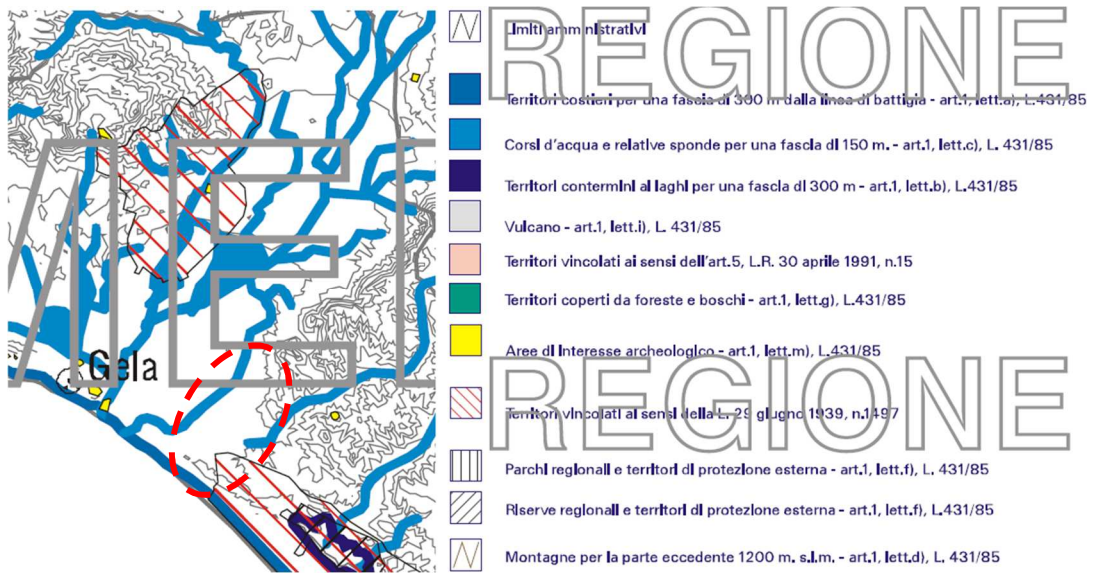 Gela
REGIONE
Limiti amministrativi
Territori costieri per una fascia di 300 m dalla linea di battigia - art.1, lett.a), L.431/85
Corsi d'acqua e relative sponde per una fascia di 150 m. - art.1, lett.c), L. 431/85
Territori contermini ai laghi per una fascia di 300 m - art.1, lett.b), L.431/85
Vulcano - art.1, lett.i), L. 431/85
Territori vincolati ai sensi dell'art.5, L.R. 30 aprile 1991, n.15
Territori coperti da foreste e boschi - art.1, lett.g), L.431/85
Aree di interesse archeologico - art.1, lett.m), L.431/85
REGIONE
Territori vincolati ai sensi della L. 29 giugno 1939, n.1497
Parchi regionali e territori di protezione esterna - art.1, lett.f), L. 431/85
Riserve regionali e territori di protezione esterna - art.1, lett.f), L.431/85
Montagne per la parte eccedente 1200 m. s.l.m. - art.1, lett.d), L. 431/85